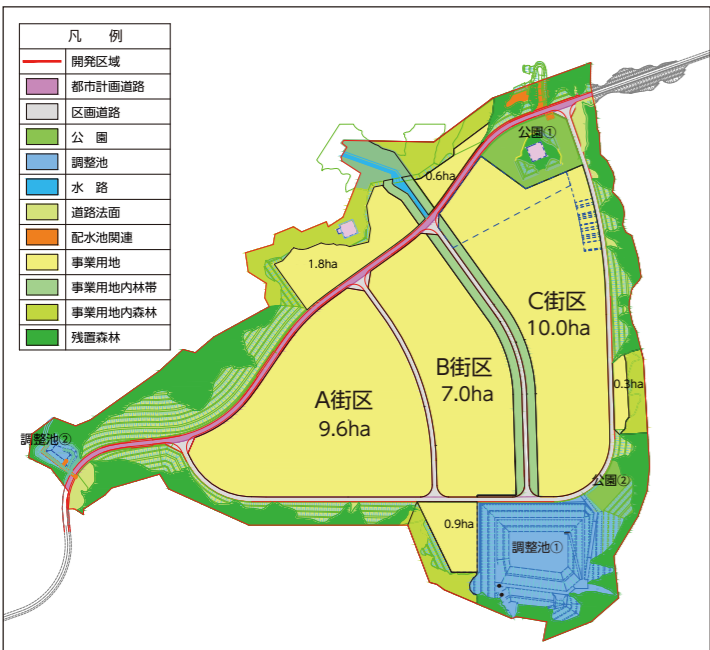 凡 例
開発区域
都市計画道路
区画道路
公 園
調整池
水 路
道路法面
配水池関連
事業用地
事業用地内林帯
事業用地内森林
残置森林
公園①
0.6ha
1.8ha
C街区
10.0ha
B街区
7.0ha
A街区
9.6ha
0.3ha
調整池②
公園②
0.9ha
調整池①